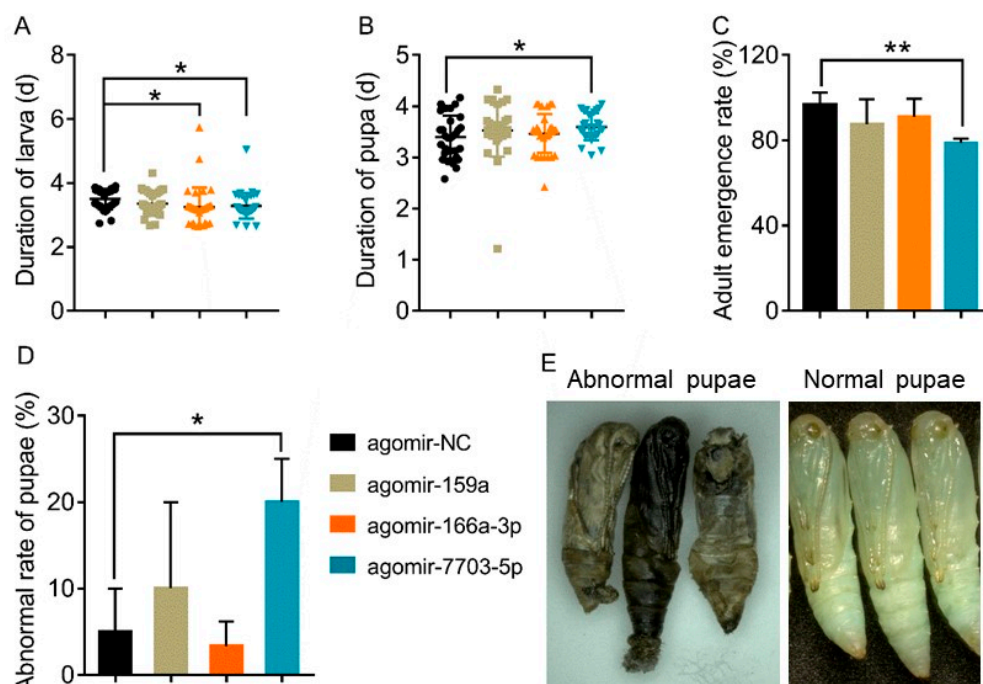 A
Duration of larva (d)
8
6
4
2
0
*
*
B
Duration of pupa (d)
5
4
3
2
1
0
*
C
Adult emergence rate (%)
120
80
40
0
**
D
Abnormal rate of pupae (%)
30
20
10
0
*
agomir-NC
agomir-159a
agomir-166a-3p
agomir-7703-5p
E
Abnormal pupae
Normal pupae